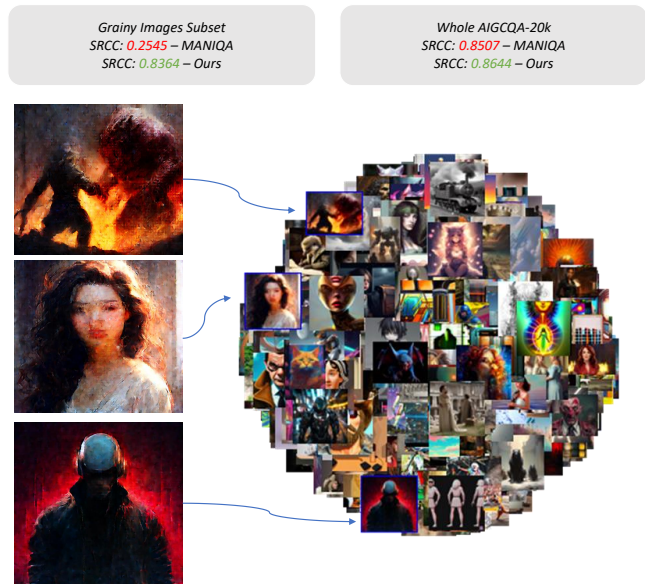 Grainy Images Subset
SRCC: 0.2545 – MANIQA
SRCC: 0.8364 – Ours
Whole AIGCQA-20k
SRCC: 0.8507 – MANIQA
SRCC: 0.8644 – Ours